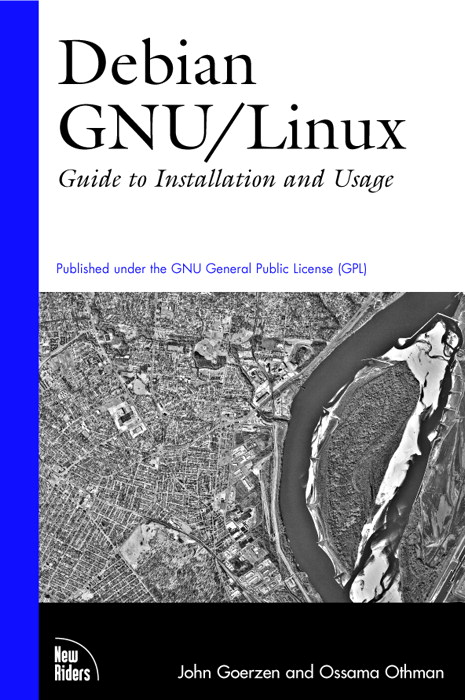 Debian
GNU/Linux
Guide to Installation and Usage
Published under the GNU General Public License (GPL)
New
Riders
John Goerzen and Ossama Othman